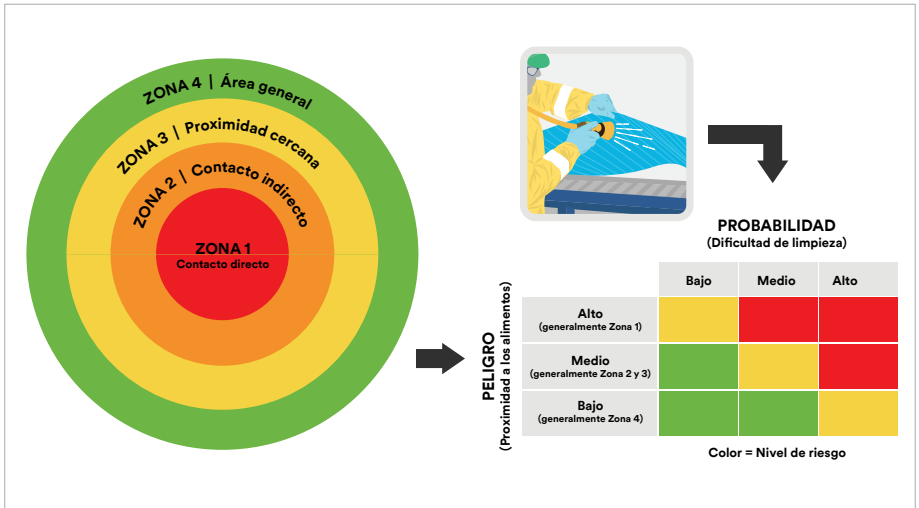 ZONA 4 | Área general
ZONA 3 | Proximidad cercana
ZONA 2 | Contacto indirecto
ZONA 1
Contacto directo
PROBABILIDAD
(Dificultad de limpieza)
PELIGRO
(Proximidad a los alimentos)
Bajo
Medio
Alto
Alto
(generalmente Zona 1)
Medio
(generalmente Zona 2 y 3)
Bajo
(generalmente Zona 4)
Color = Nivel de riesgo